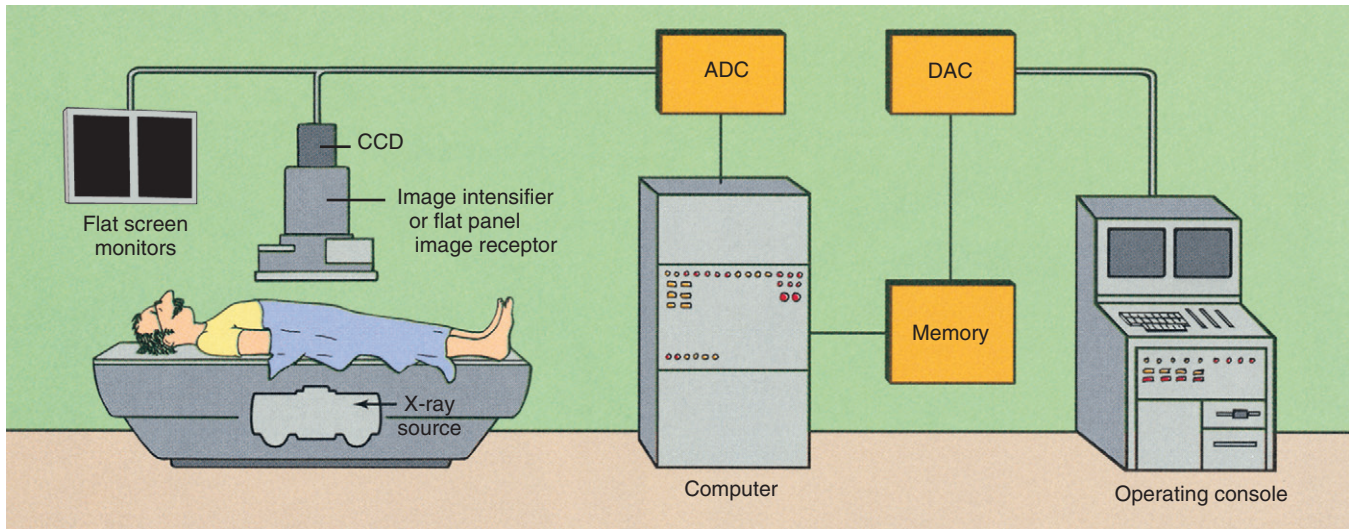 ADC
DAC
CCD
Image intensifier
or flat panel
image receptor
Flat screen
monitors
Memory
X-ray
source
Computer
Operating console